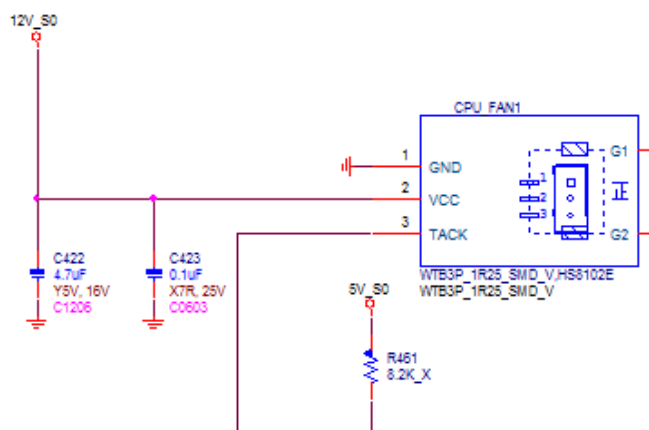 12V_S0
CPU_FAN1
1
GND
2
VCC
3
TACK
G1
1
2
3
正
G2
WTB3P_1R25_SMD_V,HS8102E
WTB3P_1R25_SMD_V
C422
4.7uF
Y5V, 16V
C1206
C423
0.1uF
X7R, 25V
C0603
5V_S0
R461
8.2K_X